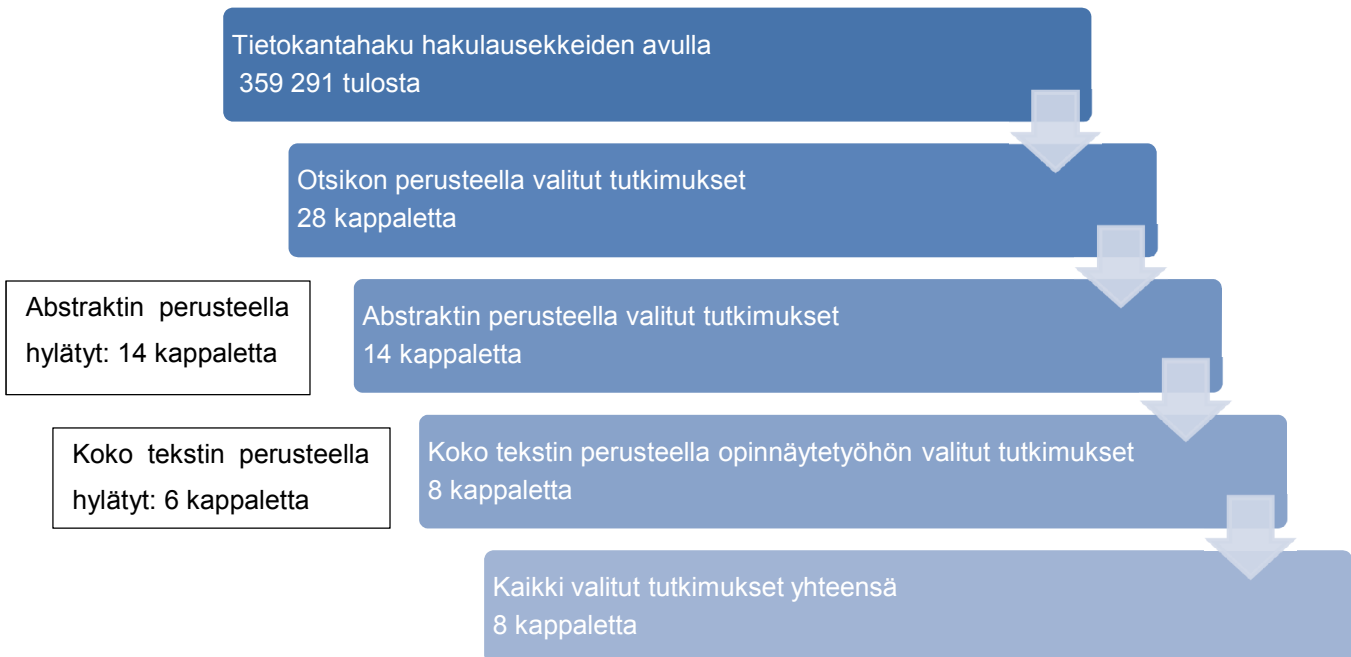 Tietokantahaku hakulausekkeiden avulla
359 291 tulosta
Otsikon perusteella valitut tutkimukset
28 kappaletta
Abstraktin perusteella
hylätyt: 14 kappaletta
Abstraktin perusteella valitut tutkimukset
14 kappaletta
Koko tekstin perusteella
hylätyt: 6 kappaletta
Koko tekstin perusteella opinnäytetyöhön valitut tutkimukset
8 kappaletta
Kaikki valitut tutkimukset yhteensä
8 kappaletta